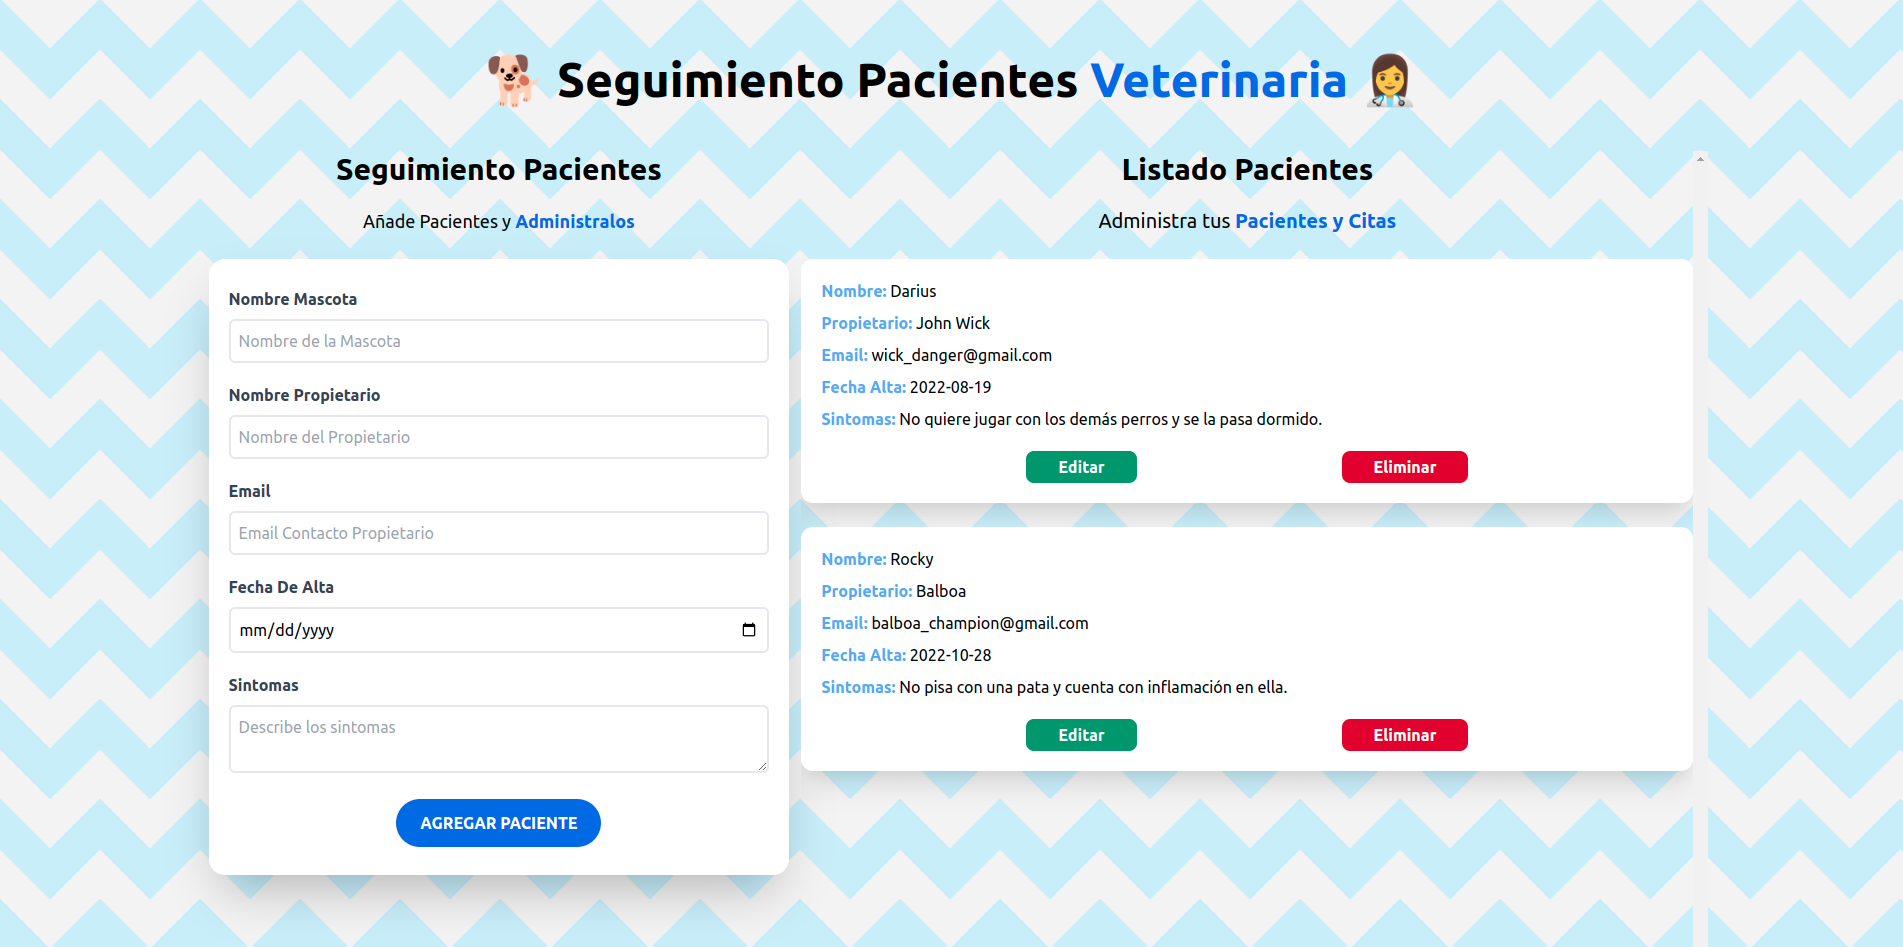 Seguimiento Pacientes Veterinaria
Seguimiento Pacientes
Añade Pacientes y Administralos
Nombre Mascota
Nombre de la Mascota
Nombre Propietario
Nombre del Propietario
Email
Email Contacto Propietario
Fecha De Alta
mm/dd/yyyy
Sintomas
Describe los sintomas
AGREGAR PACIENTE
Listado Pacientes
Administra tus Pacientes y Citas
Nombre: Darius
Propietario: John Wick
Email: wick_danger@gmail.com
Fecha Alta: 2022-08-19
Sintomas: No quiere jugar con los demás perros y se la pasa dormido.
Editar Eliminar
Nombre: Rocky
Propietario: Balboa
Email: balboa_champion@gmail.com
Fecha Alta: 2022-10-28
Sintomas: No pisa con una pata y cuenta con inflamación en ella.
Editar Eliminar